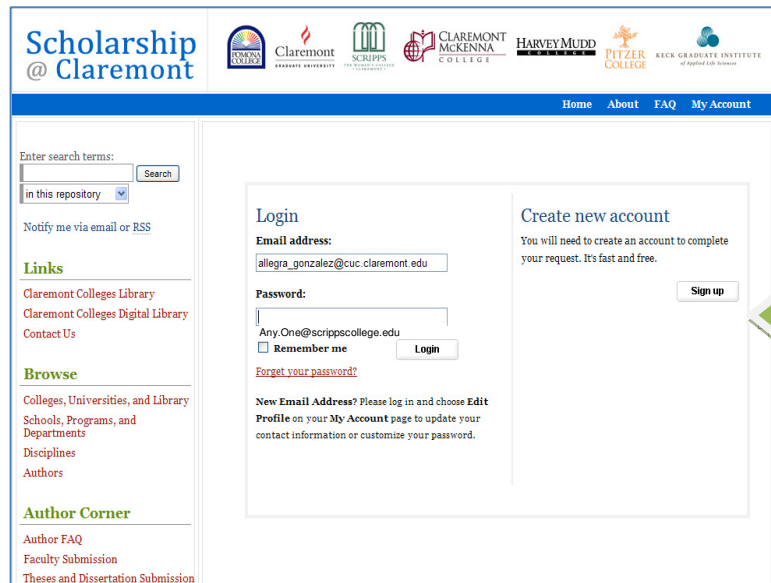 Scholarship
@ Claremont
POMONA
COLLEGE
Claremont
GRADUATE UNIVERSITY
SCRIPPS
THE WOMEN'S COLLEGE
· CLAREMONT ·
CLAREMONT
MCKENNA
COLLEGE
HARVEY MUDD
COLLEGE
PITZER
COLLEGE
KECK GRADUATE INSTITUTE
of Applied Life Sciences
Home About FAQ My Account
Enter search terms:
Search
in this repository
Notify me via email or RSS
Links
Claremont Colleges Library
Claremont Colleges Digital Library
Contact Us
Browse
Colleges, Universities, and Library
Schools, Programs, and
Departments
Disciplines
Authors
Author Corner
Author FAQ
Faculty Submission
Theses and Dissertation Submission
Login
Email address:
allegra_gonzalez@cuc.claremont.edu
Password:
Any.One@scrippscollege.edu
Remember me
Login
Forget your password?
New Email Address? Please log in and choose Edit
Profile on your My Account page to update your
contact information or customize your password.
Create new account
You will need to create an account to complete
your request. It's fast and free.
Sign up